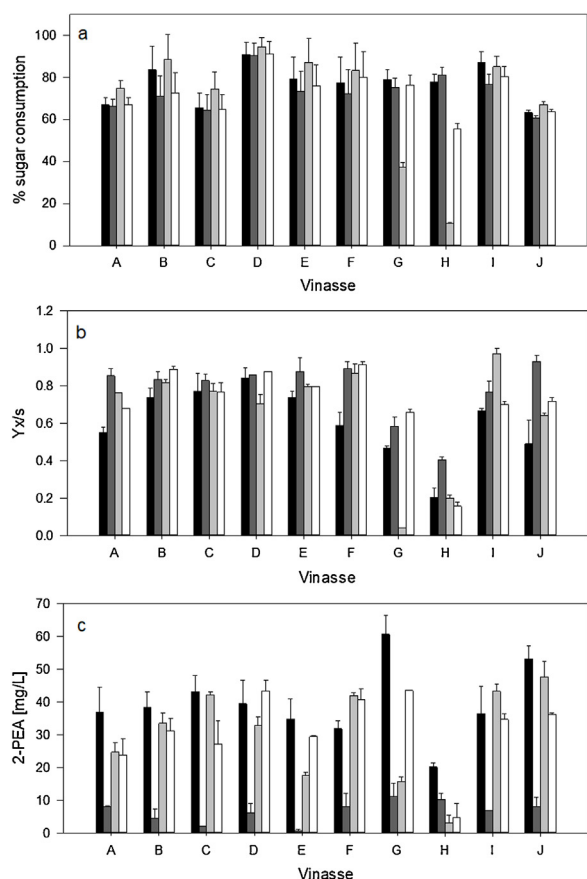 a
% sugar consumption
100
80
60
40
20
0
A B C D E F G H I J
Vinasse
b
Yx/s
1.2
1.0
0.8
0.6
0.4
0.2
0.0
A B C D E F G H I J
Vinasse
c
2-PEA [mg/L]
70
60
50
40
30
20
10
0
A B C D E F G H I J
Vinasse